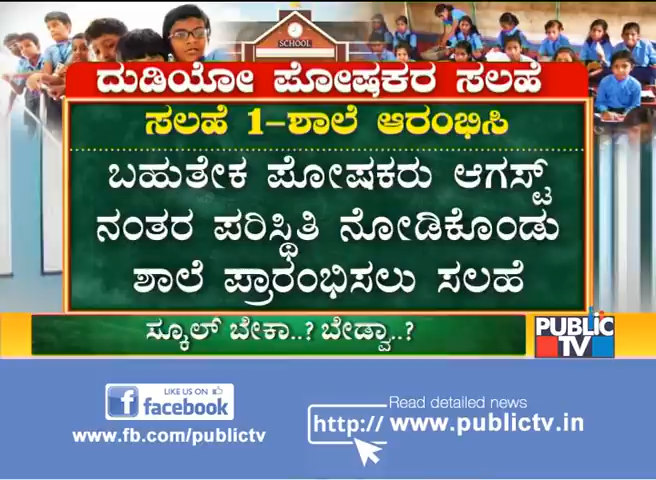 SCHOOL
ದುಡಿಯೋ ಪೋಷಕರ ಸಲಹೆ
ಸಲಹೆ 1-ಶಾಲೆ ಆರಂಭಿಸಿ
ಬಹುತೇಕ ಪೋಷಕರು ಆಗಸ್ಟ್
ನಂತರ ಪರಿಸ್ಥಿತಿ ನೋಡಿಕೊಂಡು
ಶಾಲೆ ಪ್ರಾರಂಭಿಸಲು ಸಲಹೆ
ಸ್ಕೂಲ್ ಬೇಕಾ..? ಬೇಡ್ವಾ..?
PUBLIC
TV
LIKE US ON
facebook
www.fb.com/publictv
Read detailed news
http:// www.publictv.in